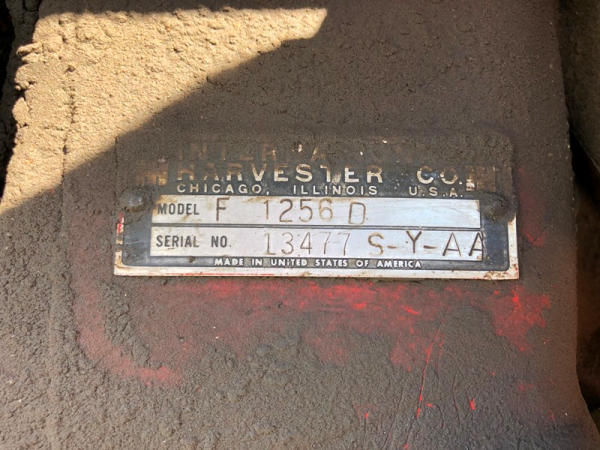 HARVESTER CO.
CHICAGO, ILLINOIS U.S.A.
MODEL F 1256 D
SERIAL NO. 13477 S-Y-AA
MADE IN UNITED STATES OF AMERICA